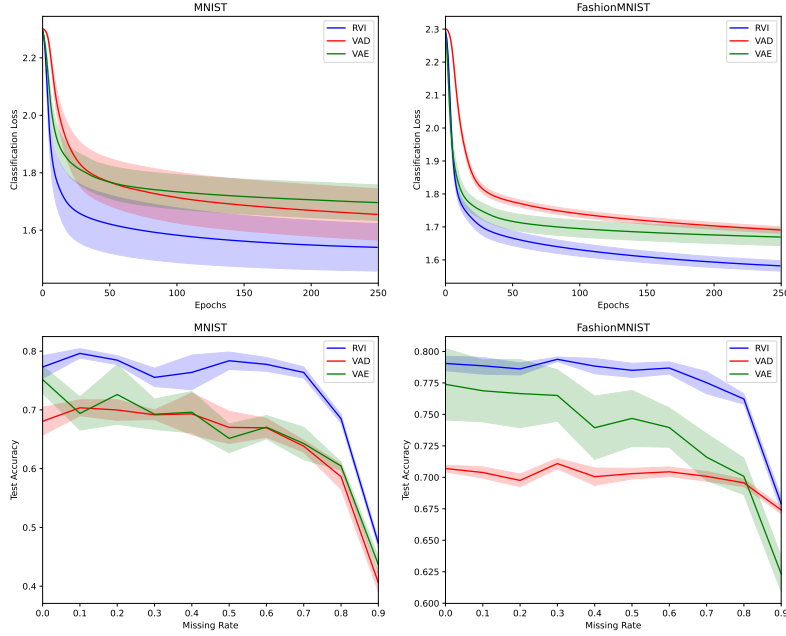 MNIST
2.2
2.0
1.8
1.6
Classification Loss
0
50
100
150
200
250
Epochs
RVI
VAD
VAE
FashionMNIST
2.3
2.2
2.1
2.0
1.9
1.8
1.7
1.6
Classification Loss
0
50
100
150
200
250
Epochs
RVI
VAD
VAE
MNIST
0.8
0.7
0.6
0.5
0.4
Test Accuracy
0.0
0.1
0.2
0.3
0.4
0.5
0.6
0.7
0.8
0.9
Missing Rate
RVI
VAD
VAE
FashionMNIST
0.800
0.775
0.750
0.725
0.700
0.675
0.650
0.625
0.600
Test Accuracy
0.0
0.1
0.2
0.3
0.4
0.5
0.6
0.7
0.8
0.9
Missing Rate
RVI
VAD
VAE